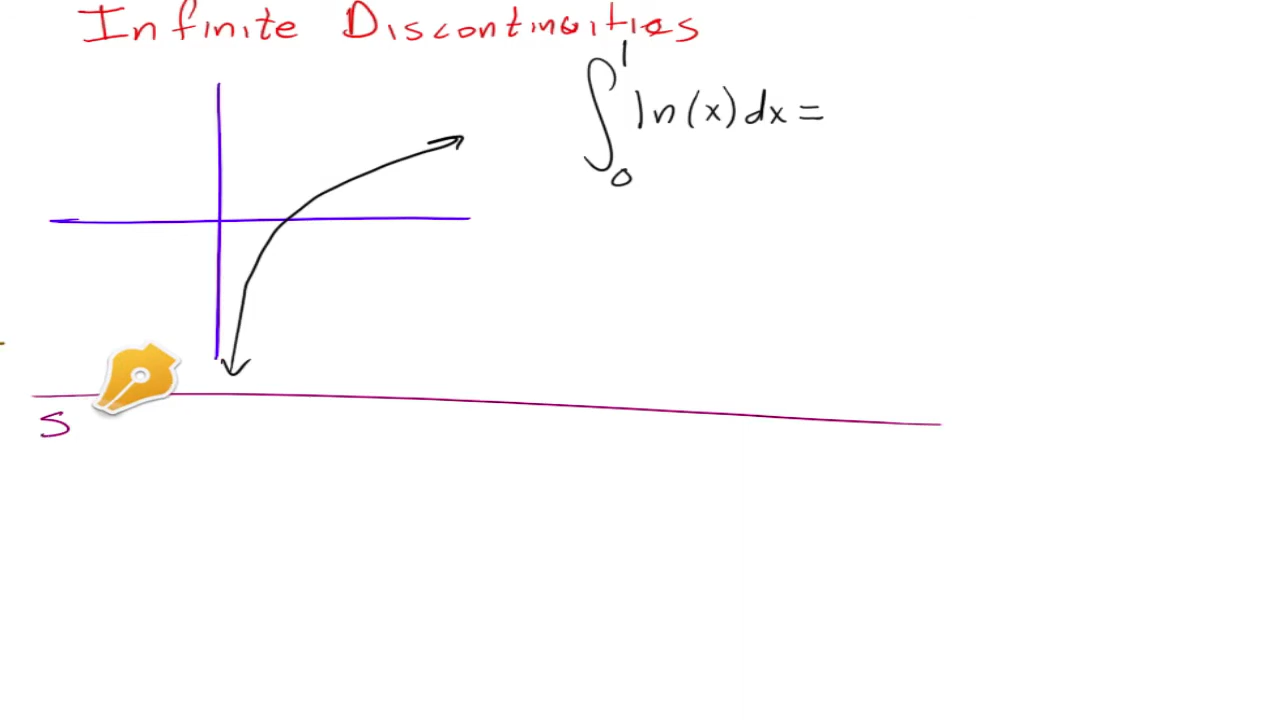 Infinite Discontinuities
∫₀¹ ln(x) dx =
S